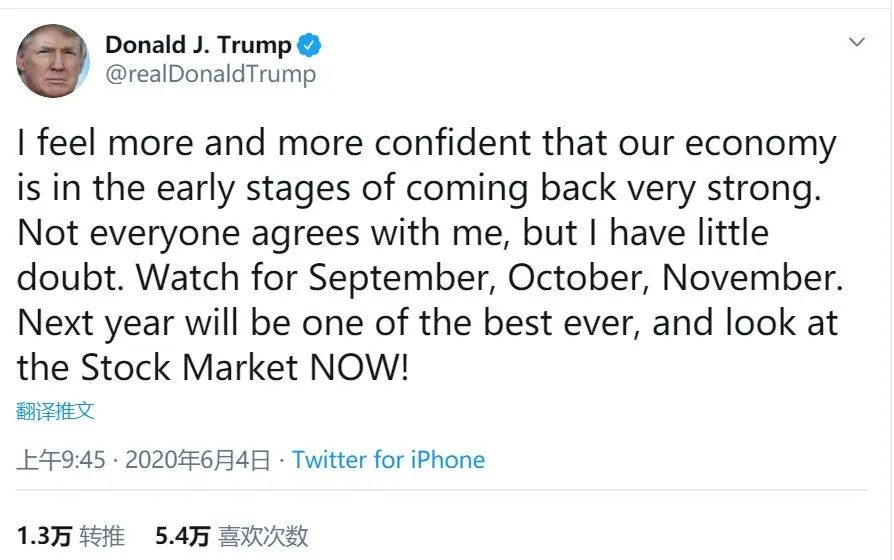 Donald J. Trump
@realDonaldTrump
I feel more and more confident that our economy
is in the early stages of coming back very strong.
Not everyone agrees with me, but I have little
doubt. Watch for September, October, November.
Next year will be one of the best ever, and look at
the Stock Market NOW!
翻译推文
上午9:45 · 2020年6月4日 · Twitter for iPhone
1.3万 转推 5.4万 喜欢次数